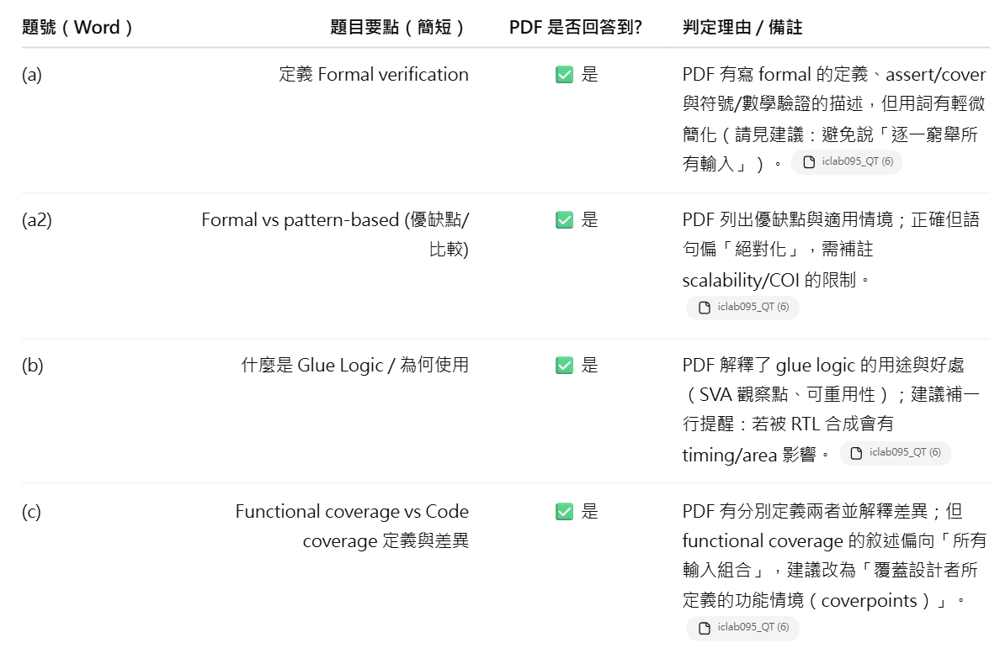 題號（Word） 題目要點（簡短） PDF 是否回答到? 判定理由 / 備註
(a) 定義 Formal verification ✅ 是 PDF 有寫 formal 的定義、assert/cover
與符號/數學驗證的描述，但用詞有輕微
簡化（請見建議：避免說「逐一窮舉所
有輸入」）。 iclab095_QT (6)
(a2) Formal vs pattern-based (優缺點/ ✅ 是 PDF 列出優缺點與適用情境；正確但語
比較) 句偏「絕對化」，需補註
scalability/COI 的限制。
iclab095_QT (6)
(b) 什麼是 Glue Logic / 為何使用 ✅ 是 PDF 解釋了 glue logic 的用途與好處
（SVA 觀察點、可重用性）；建議補一
行提醒：若被 RTL 合成會有
timing/area 影響。 iclab095_QT (6)
(c) Functional coverage vs Code ✅ 是 PDF 有分別定義兩者並解釋差異；但
coverage 定義與差異 functional coverage 的敘述偏向「所有
輸入組合」，建議改為「覆蓋設計者所
定義的功能情境（coverpoints）」。
iclab095_QT (6)